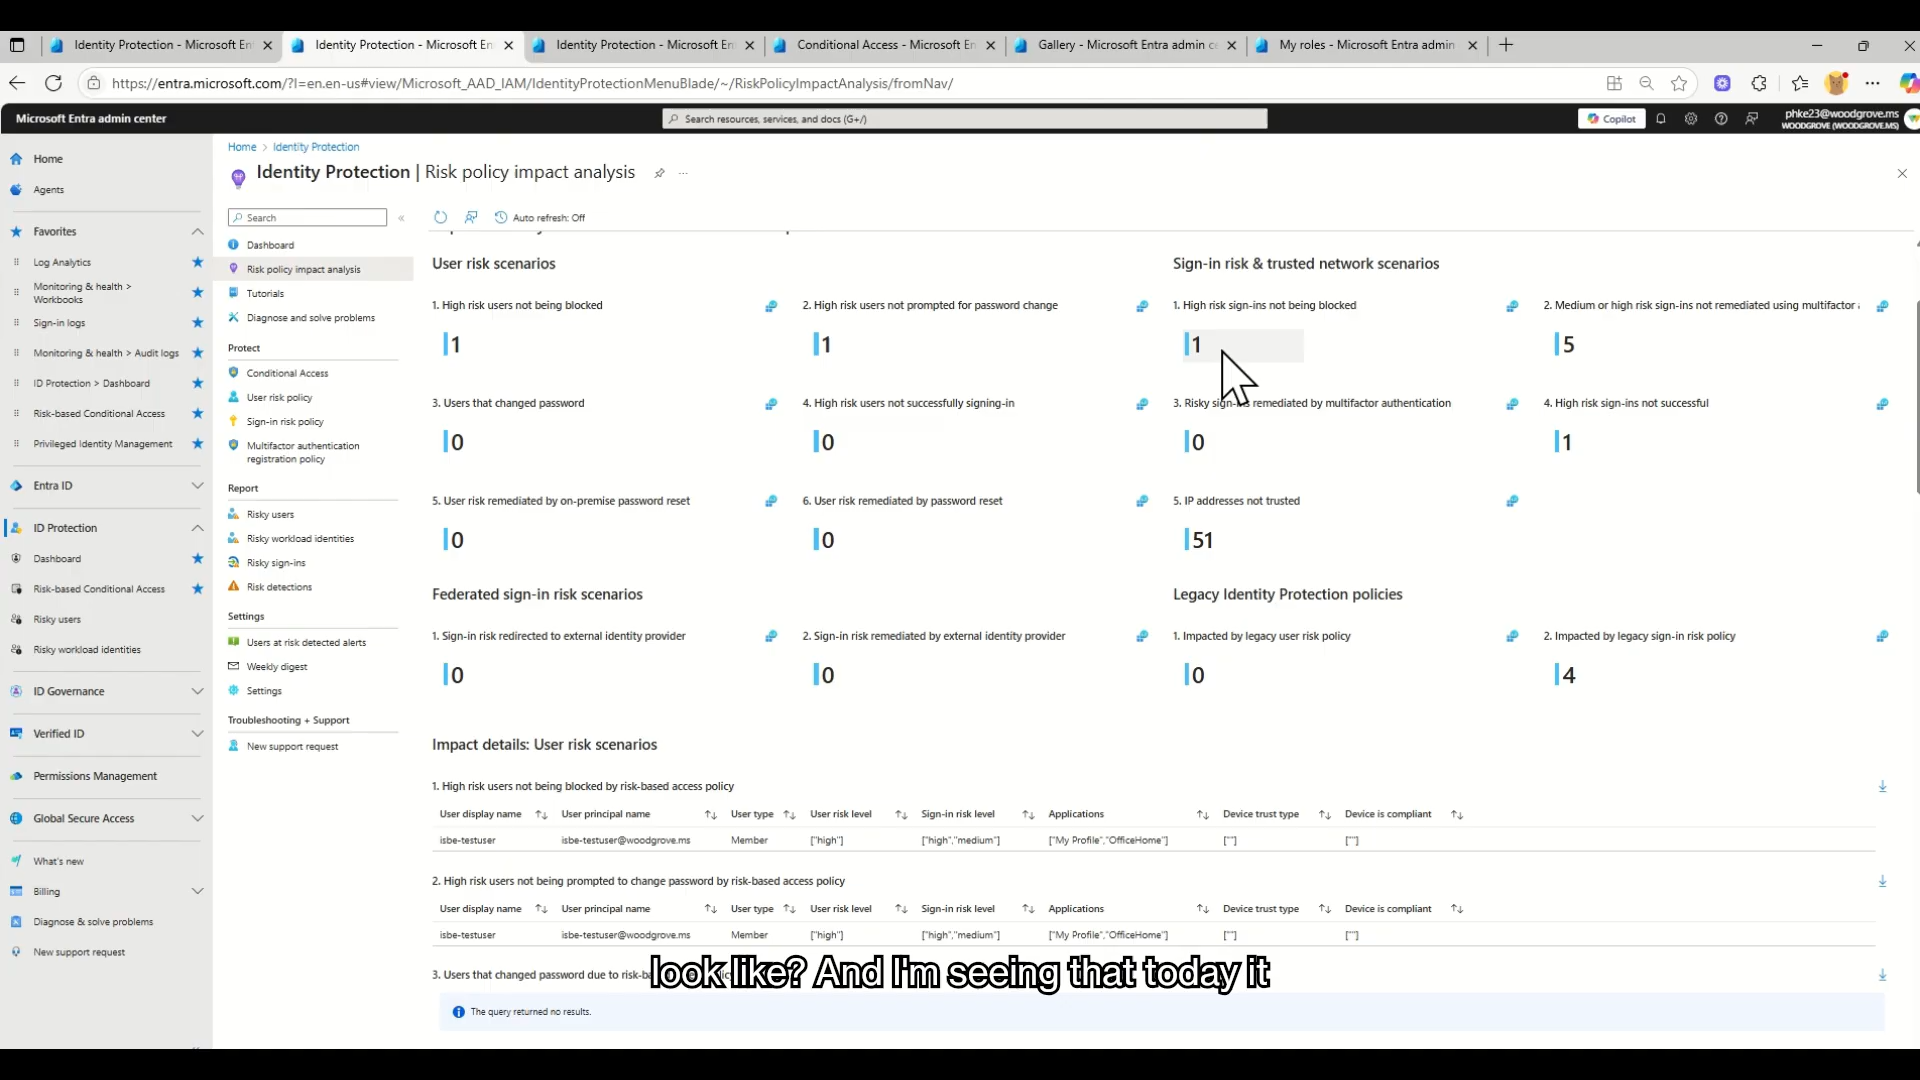 Identity Protection - Microsoft En
Identity Protection - Microsoft En
Identity Protection - Microsoft En
Conditional Access - Microsoft En
Gallery - Microsoft Entra admin ce
My roles - Microsoft Entra admin
https://entra.microsoft.com/?l=en.en-us#view/Microsoft_AAD_IAM/IdentityProtectionMenuBlade/~/RiskPolicyImpactAnalysis/fromNav/
Microsoft Entra admin center
Search resources, services, and docs (G+/)
Copilot
phke23@woodgrove.ms
WOODGROVE (WOODGROVE.MS)
Home
Agents
Favorites
Log Analytics
Monitoring & health >
Workbooks
Sign-in logs
Monitoring & health > Audit logs
ID Protection > Dashboard
Risk-based Conditional Access
Privileged Identity Management
Entra ID
ID Protection
Dashboard
Risk-based Conditional Access
Risky users
Risky workload identities
ID Governance
Verified ID
Permissions Management
Global Secure Access
What's new
Billing
Diagnose & solve problems
New support request
Home > Identity Protection
Identity Protection | Risk policy impact analysis
Search
Dashboard
Risk policy impact analysis
Tutorials
Diagnose and solve problems
Protect
Conditional Access
User risk policy
Sign-in risk policy
Multifactor authentication
registration policy
Report
Risky users
Risky workload identities
Risky sign-ins
Risk detections
Settings
Users at risk detected alerts
Weekly digest
Settings
Troubleshooting + Support
New support request
Auto refresh: Off
User risk scenarios
1. High risk users not being blocked
1
2. High risk users not prompted for password change
1
3. Users that changed password
0
4. High risk users not successfully signing-in
0
5. User risk remediated by on-premise password reset
0
6. User risk remediated by password reset
0
Sign-in risk & trusted network scenarios
1. High risk sign-ins not being blocked
1
2. Medium or high risk sign-ins not remediated using multifactor
5
3. Risky sign-ins remediated by multifactor authentication
0
4. High risk sign-ins not successful
1
5. IP addresses not trusted
51
Federated sign-in risk scenarios
1. Sign-in risk redirected to external identity provider
0
2. Sign-in risk remediated by external identity provider
0
Legacy Identity Protection policies
1. Impacted by legacy user risk policy
0
2. Impacted by legacy sign-in risk policy
4
Impact details: User risk scenarios
1. High risk users not being blocked by risk-based access policy
User display name User principal name User type User risk level Sign-in risk level Applications Device trust type Device is compliant
isbe-testuser isbe-testuser@woodgrove.ms Member ["high"] ["high","medium"] ["My Profile","OfficeHome"] [""] [""]
2. High risk users not being prompted to change password by risk-based access policy
User display name User principal name User type User risk level Sign-in risk level Applications Device trust type Device is compliant
isbe-testuser isbe-testuser@woodgrove.ms Member ["high"] ["high","medium"] ["My Profile","OfficeHome"] [""] [""]
3. Users that changed password due to risk-ba
look like? And I'm seeing that today it
The query returned no results.